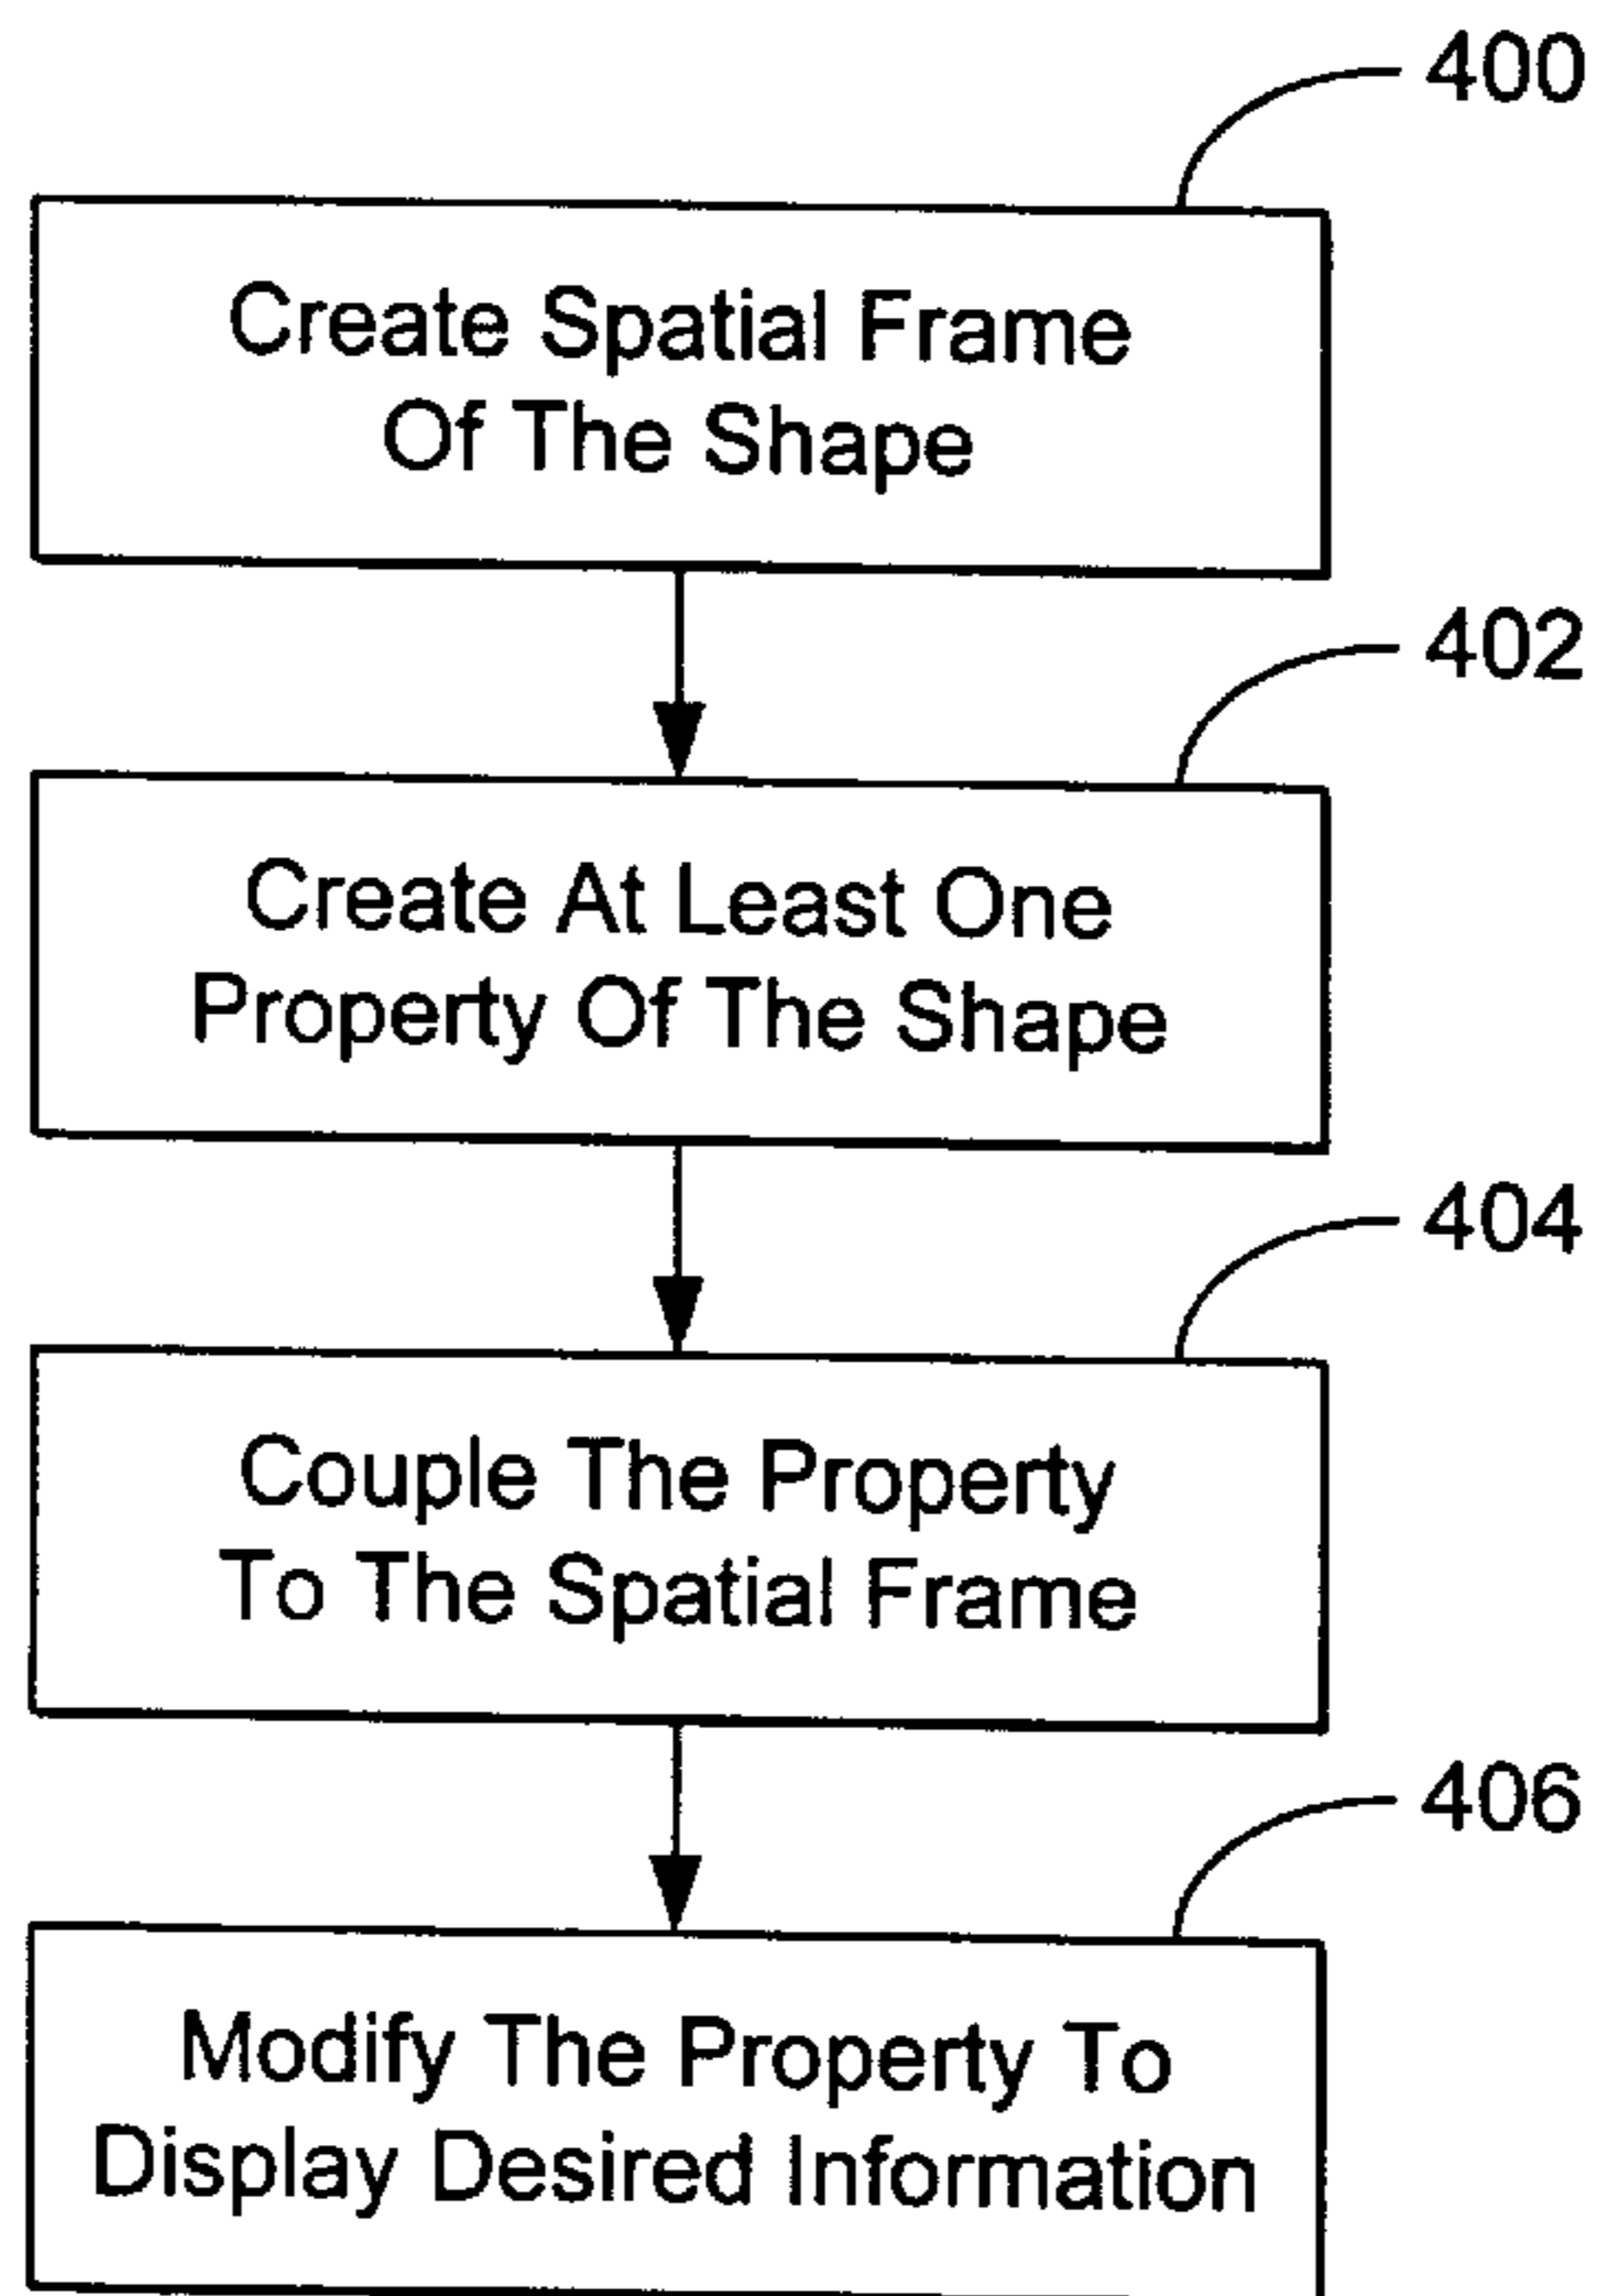 400
Create Spatial Frame
Of The Shape
402
Create At Least One
Property Of The Shape
404
Couple The Property
To The Spatial Frame
406
Modify The Property To
Display Desired Information